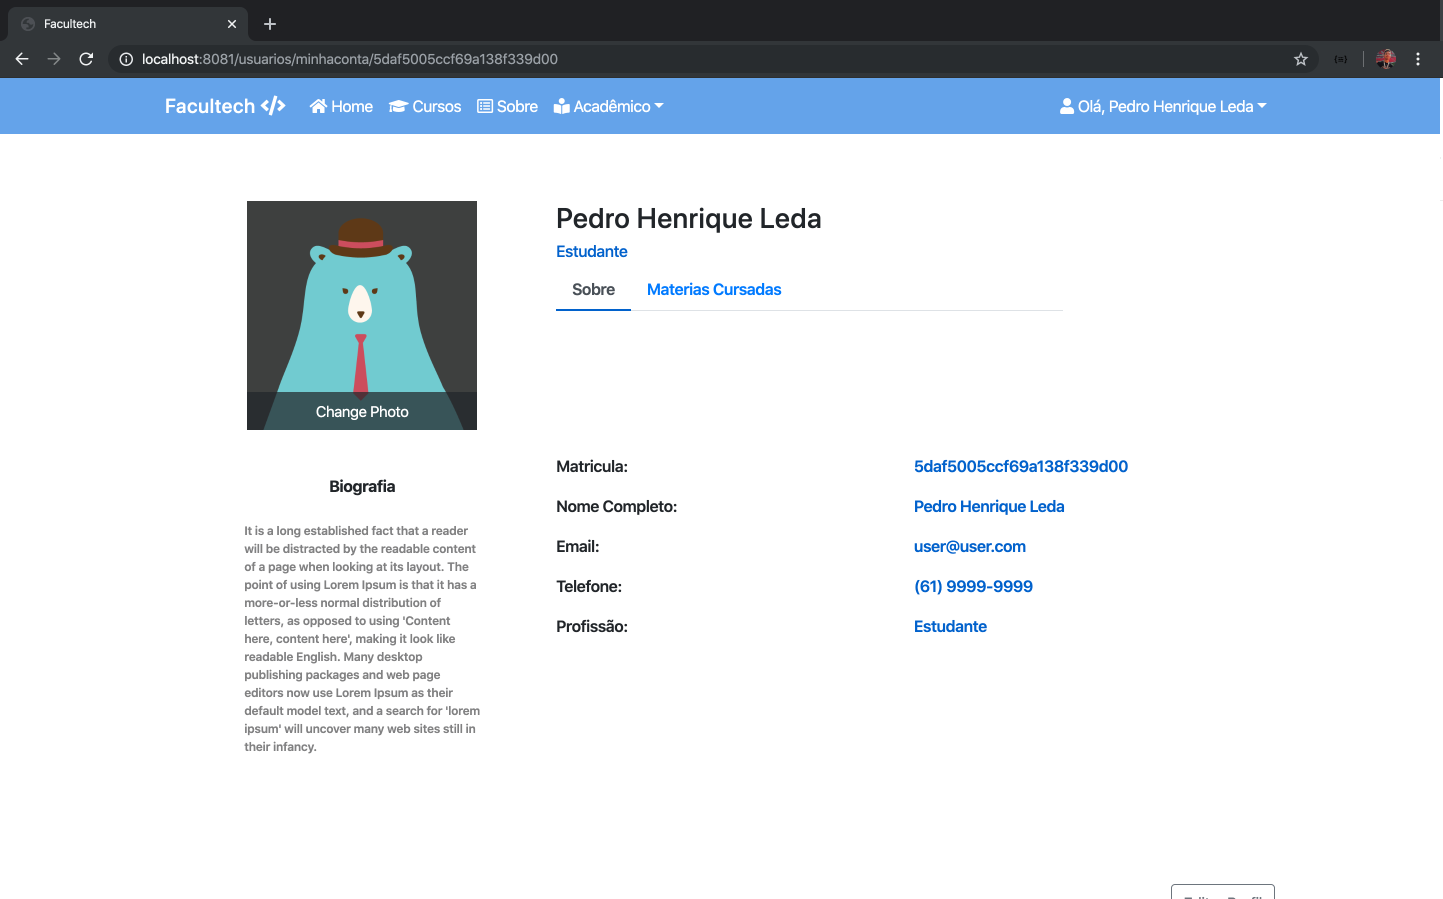 Facultech
localhost:8081/usuarios/minhaconta/5daf5005ccf69a138f339d00
Facultech </> Home Cursos Sobre Acadêmico Olá, Pedro Henrique Leda
Change Photo
Biografia
It is a long established fact that a reader
will be distracted by the readable content
of a page when looking at its layout. The
point of using Lorem Ipsum is that it has a
more-or-less normal distribution of
letters, as opposed to using 'Content
here, content here', making it look like
readable English. Many desktop
publishing packages and web page
editors now use Lorem Ipsum as their
default model text, and a search for 'lorem
ipsum' will uncover many web sites still in
their infancy.
Pedro Henrique Leda
Estudante
Sobre Materias Cursadas
Matricula: 5daf5005ccf69a138f339d00
Nome Completo: Pedro Henrique Leda
Email: user@user.com
Telefone: (61) 9999-9999
Profissão: Estudante